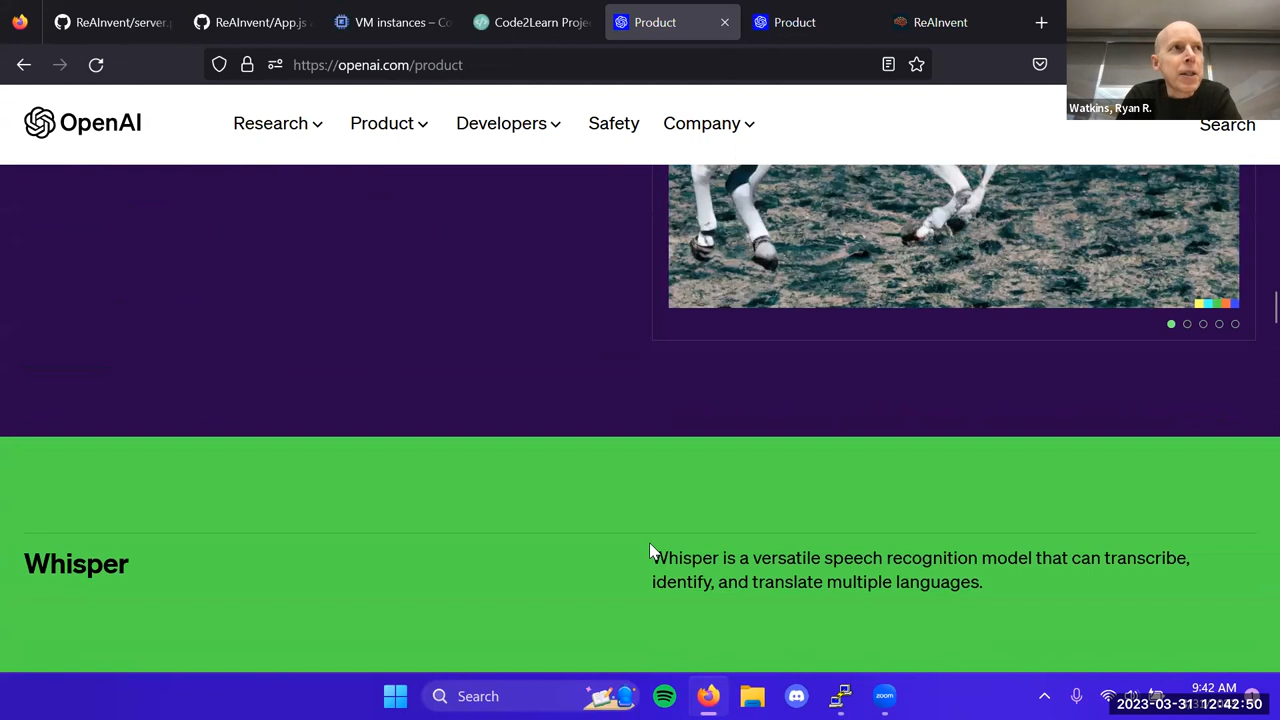 ReAInvent/server.
ReAInvent/App.js
VM instances – Co
Code2Learn Proje
Product
Product
ReAInvent
https://openai.com/product
Watkins, Ryan R.
OpenAI
Research
Product
Developers
Safety
Company
Search
Whisper
Whisper is a versatile speech recognition model that can transcribe,
identify, and translate multiple languages.
Search
zoom
9:42 AM
2023-03-31 12:42:50